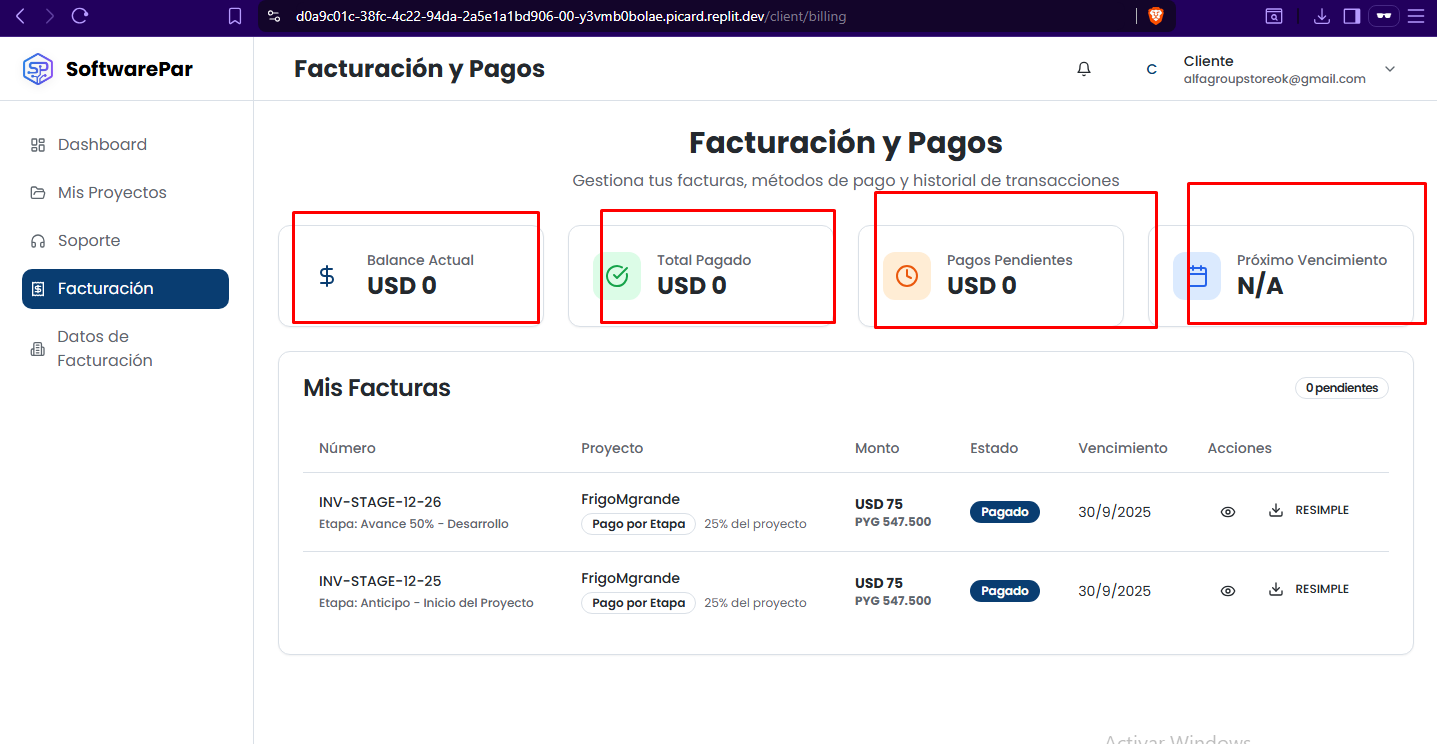 d0a9c01c-38fc-4c22-94da-2a5e1a1bd906-00-y3vmb0bolae.picard.replit.dev/client/billing
SoftwarePar
Facturación y Pagos
C
Cliente
alfagroupstoreok@gmail.com
Dashboard
Mis Proyectos
Soporte
Facturación
Datos de
Facturación
Facturación y Pagos
Gestiona tus facturas, métodos de pago y historial de transacciones
Balance Actual
USD 0
Total Pagado
USD 0
Pagos Pendientes
USD 0
Próximo Vencimiento
N/A
Mis Facturas
0 pendientes
Número Proyecto Monto Estado Vencimiento Acciones
INV-STAGE-12-26 FrigoMgrande USD 75 Pagado 30/9/2025 RESIMPLE
Etapa: Avance 50% - Desarrollo Pago por Etapa 25% del proyecto PYG 547.500
INV-STAGE-12-25 FrigoMgrande USD 75 Pagado 30/9/2025 RESIMPLE
Etapa: Anticipo - Inicio del Proyecto Pago por Etapa 25% del proyecto PYG 547.500
Activar Windows